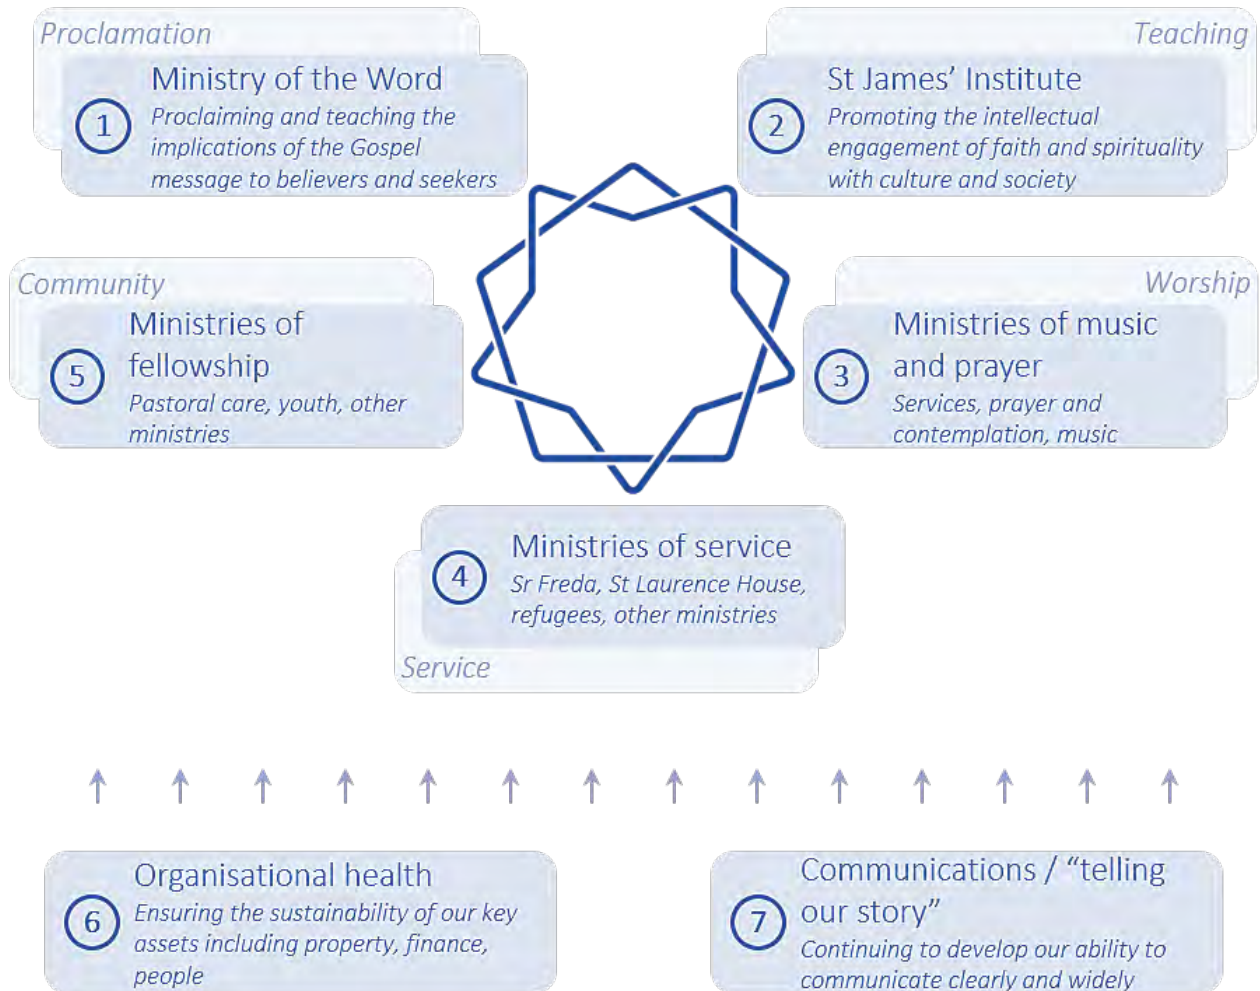 Proclamation
1
Ministry of the Word
Proclaiming and teaching the
implications of the Gospel
message to believers and seekers
Teaching
2
St James’ Institute
Promoting the intellectual
engagement of faith and spirituality
with culture and society
Community
5
Ministries of
fellowship
Pastoral care, youth, other
ministries
Worship
3
Ministries of music
and prayer
Services, prayer and
contemplation, music
4
Ministries of service
Sr Freda, St Laurence House,
refugees, other ministries
Service
6
Organisational health
Ensuring the sustainability of our key
assets including property, finance,
people
7
Communications / “telling
our story”
Continuing to develop our ability to
communicate clearly and widely